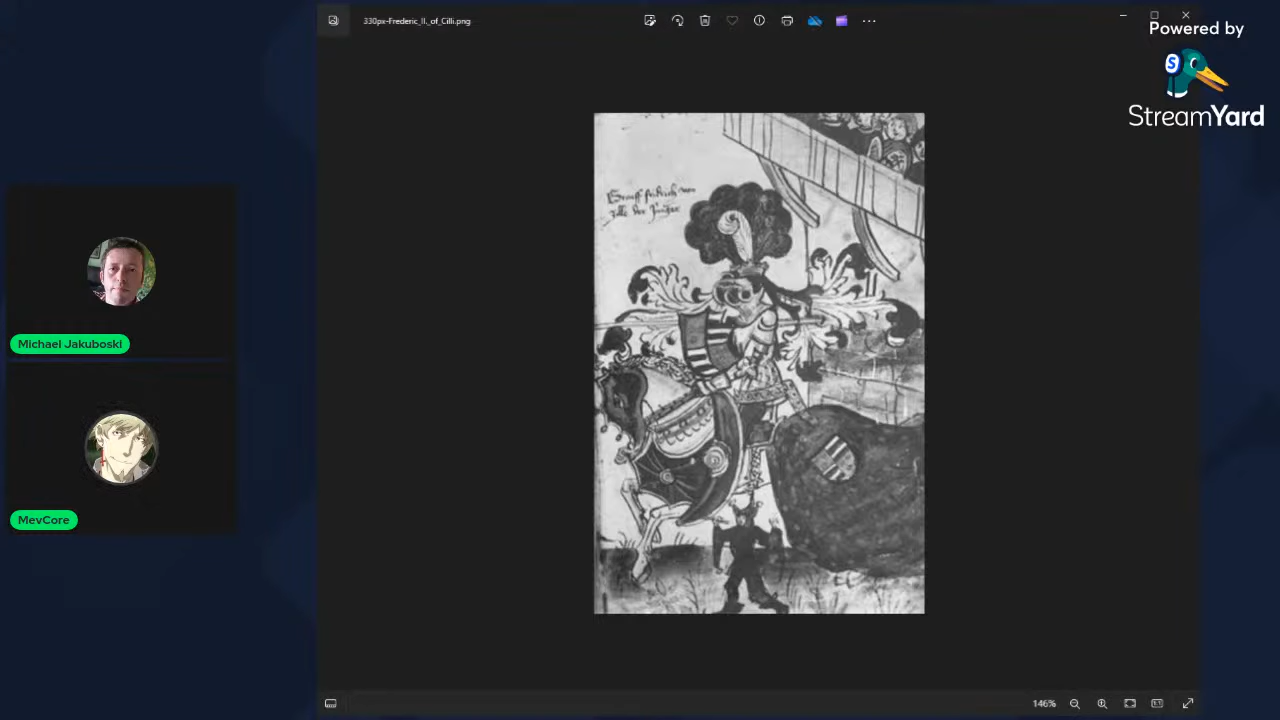 330px-Frederic_II._of_Cilli.png
Powered by
StreamYard
Michael Jakuboski
MevCore
146%